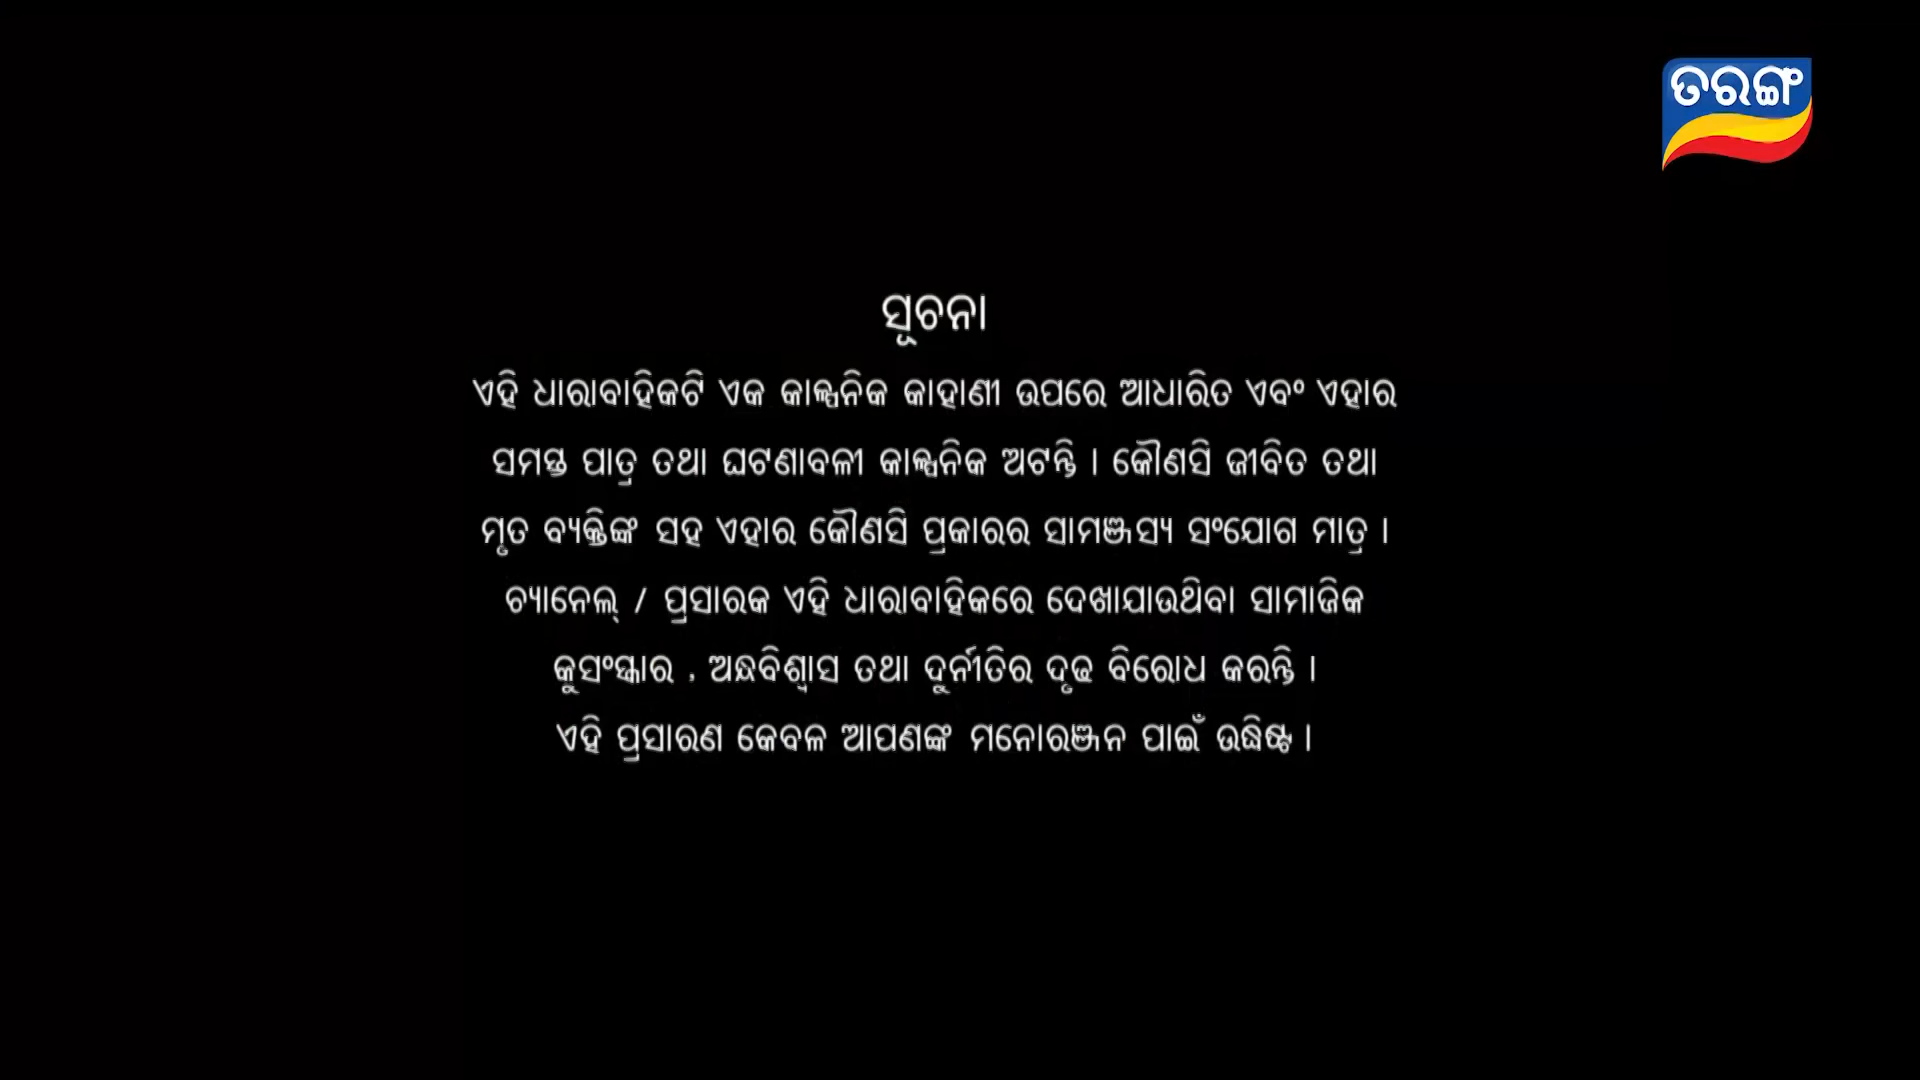 ତରଙ୍ଗ
ସୂଚନା
ଏହି ଧାରାବାହିକଟି ଏକ କାଳ୍ପନିକ କାହାଣୀ ଉପରେ ଆଧାରିତ ଏବଂ ଏହାର
ସମସ୍ତ ପାତ୍ର ତଥା ଘଟଣାବଳୀ କାଳ୍ପନିକ ଅଟନ୍ତି । କୌଣସି ଜୀବିତ ତଥା
ମୃତ ବ୍ୟକ୍ତିଙ୍କ ସହ ଏହାର କୌଣସି ପ୍ରକାରର ସାମଞ୍ଜସ୍ୟ ସଂଯୋଗ ମାତ୍ର ।
ଚ୍ୟାନେଲ୍ / ପ୍ରସାରକ ଏହି ଧାରାବାହିକରେ ଦେଖାଯାଉଥିବା ସାମାଜିକ
କୁସଂସ୍କାର , ଅନ୍ଧବିଶ୍ୱାସ ତଥା ଦୁର୍ନୀତିର ଦୃଢ ବିରୋଧ କରନ୍ତି ।
ଏହି ପ୍ରସାରଣ କେବଳ ଆପଣଙ୍କ ମନୋରଞ୍ଜନ ପାଇଁ ଉଦ୍ଧିଷ୍ଟ ।